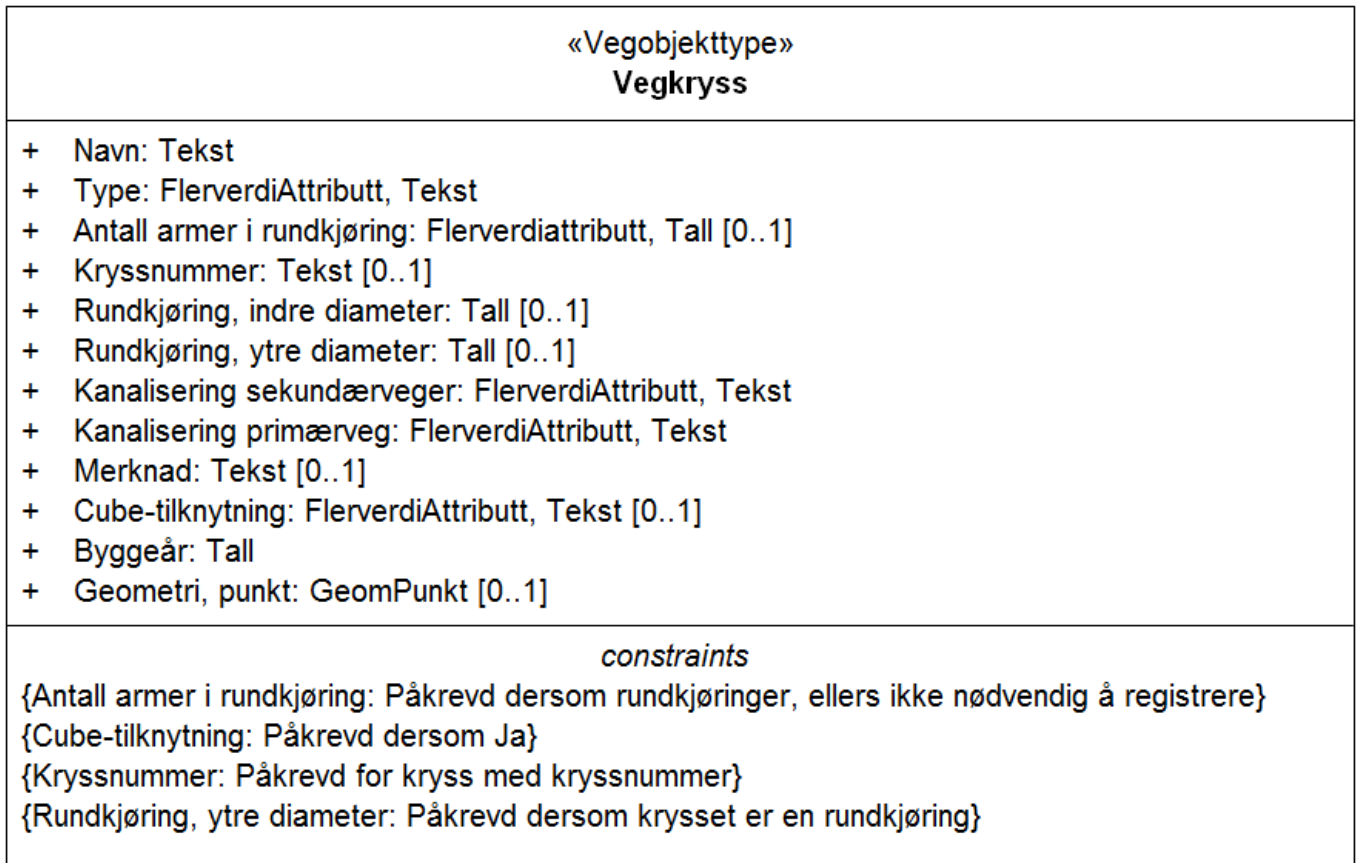 «Vegobjekttype»
Vegkryss
+ Navn: Tekst
+ Type: FlerverdiAttributt, Tekst
+ Antall armer i rundkjøring: Flerverdiattributt, Tall [0..1]
+ Kryssnummer: Tekst [0..1]
+ Rundkjøring, indre diameter: Tall [0..1]
+ Rundkjøring, ytre diameter: Tall [0..1]
+ Kanalisering sekundærveger: FlerverdiAttributt, Tekst
+ Kanalisering primærveg: FlerverdiAttributt, Tekst
+ Merknad: Tekst [0..1]
+ Cube-tilknytning: FlerverdiAttributt, Tekst [0..1]
+ Byggeår: Tall
+ Geometri, punkt: GeomPunkt [0..1]
constraints
{Antall armer i rundkjøring: Påkrevd dersom rundkjøringer, ellers ikke nødvendig å registrere}
{Cube-tilknytning: Påkrevd dersom Ja}
{Kryssnummer: Påkrevd for kryss med kryssnummer}
{Rundkjøring, ytre diameter: Påkrevd dersom krysset er en rundkjøring}